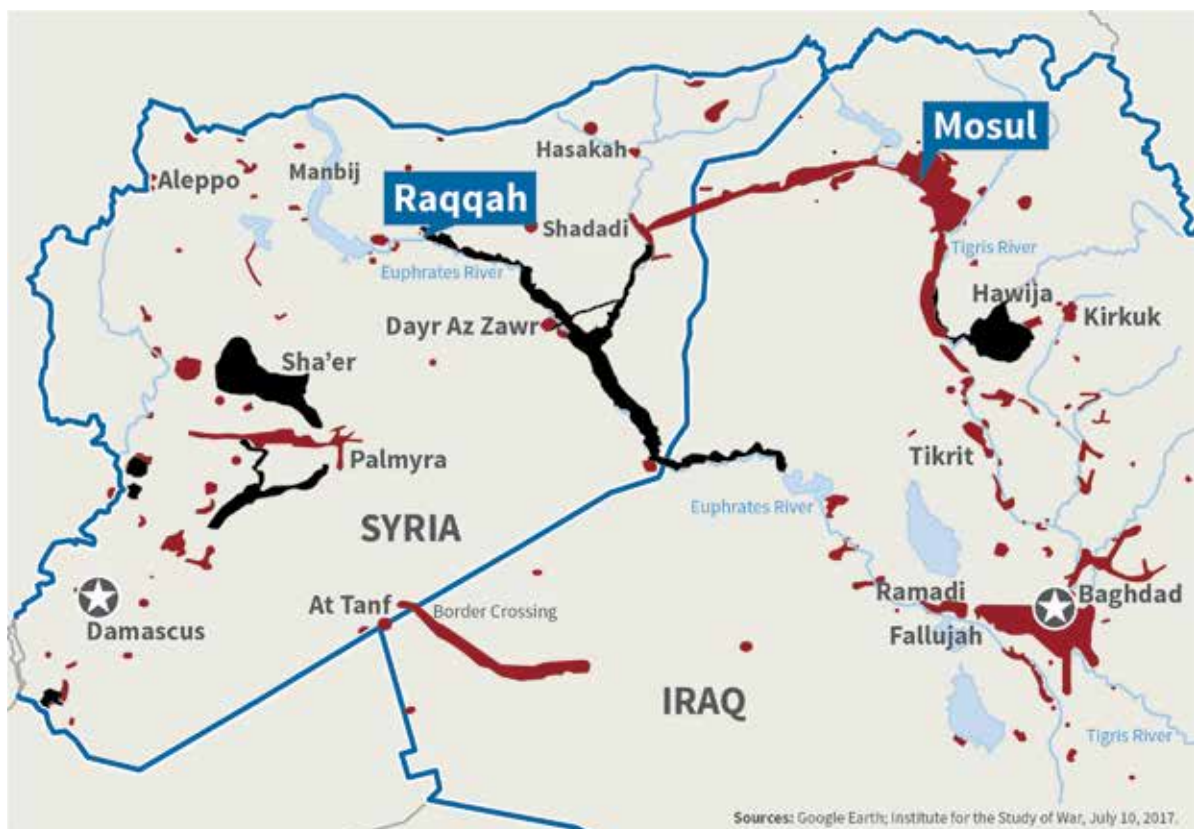 Mosul
Hasakah
Manbij
Aleppo
Raqqah
Shadadi
Tigris River
Euphrates River
Hawija
Kirkuk
Dayr Az Zawr
Sha'er
Palmyra
Tikrit
Euphrates River
SYRIA
Ramadi
Baghdad
At Tanf
Border Crossing
Damascus
Fallujah
IRAQ
Tigris River
Sources: Google Earth; Institute for the Study of War, July 10, 2017.